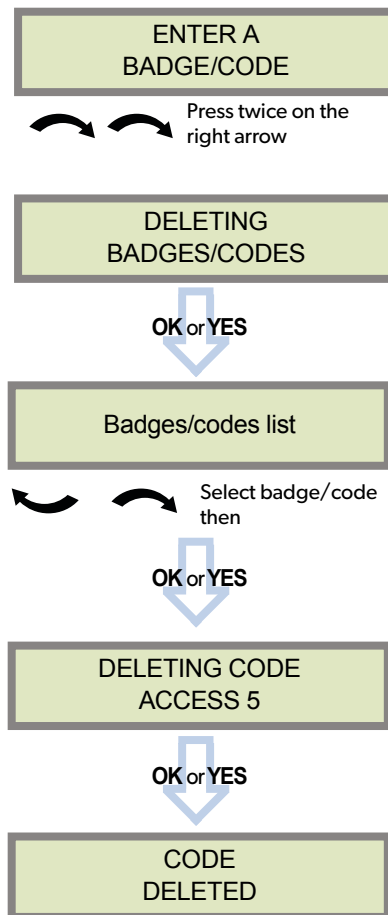 ENTER A
BADGE/CODE
Press twice on the
right arrow
DELETING
BADGES/CODES
OK or YES
Badges/codes list
Select badge/code
then
OK or YES
DELETING CODE
ACCESS 5
OK or YES
CODE
DELETED